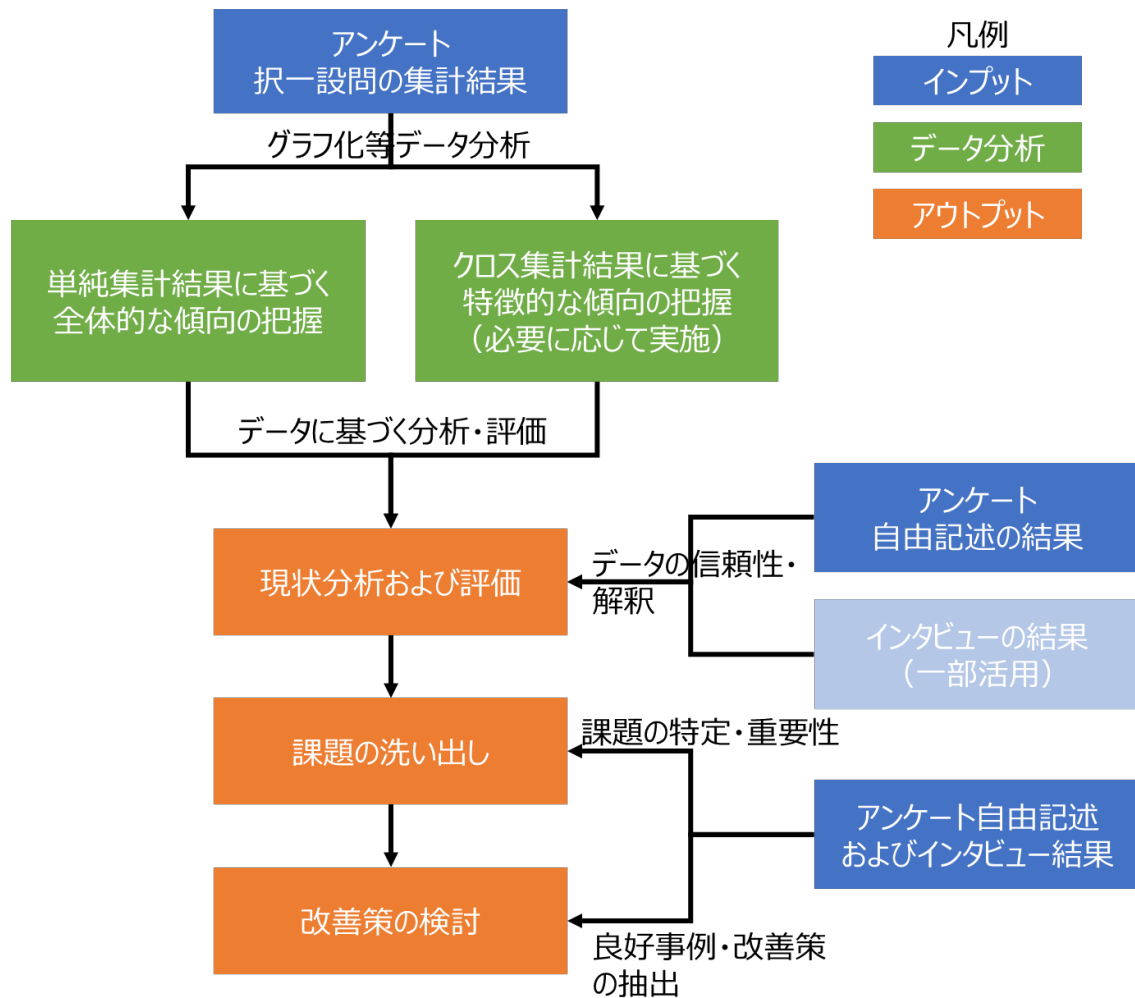 アンケート
択一設問の集計結果
凡例
インプット
データ分析
アウトプット
グラフ化等データ分析
単純集計結果に基づく
全体的な傾向の把握
クロス集計結果に基づく
特徴的な傾向の把握
（必要に応じて実施）
データに基づく分析・評価
アンケート
自由記述の結果
現状分析および評価
データの信頼性・
解釈
インタビューの結果
（一部活用）
課題の洗い出し
課題の特定・重要性
アンケート自由記述
およびインタビュー結果
改善策の検討
良好事例・改善策
の抽出